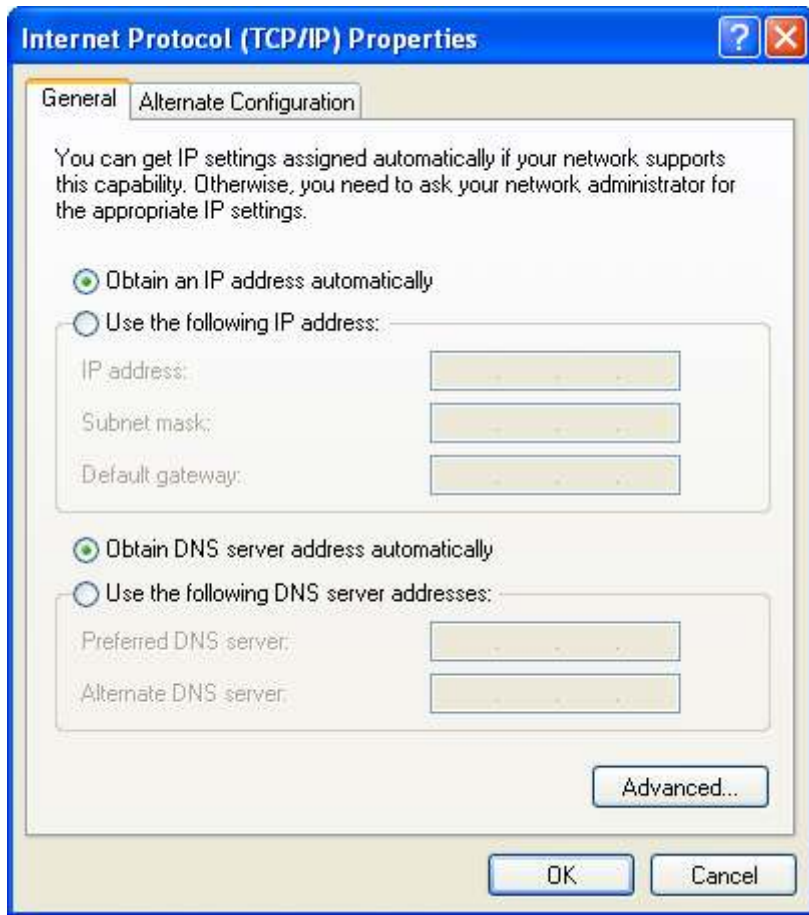 Internet Protocol (TCP/IP) Properties
General
Alternate Configuration
You can get IP settings assigned automatically if your network supports
this capability. Otherwise, you need to ask your network administrator for
the appropriate IP settings.
Obtain an IP address automatically
Use the following IP address:
IP address:
Subnet mask:
Default gateway:
Obtain DNS server address automatically
Use the following DNS server addresses:
Preferred DNS server:
Alternate DNS server:
Advanced...
OK
Cancel